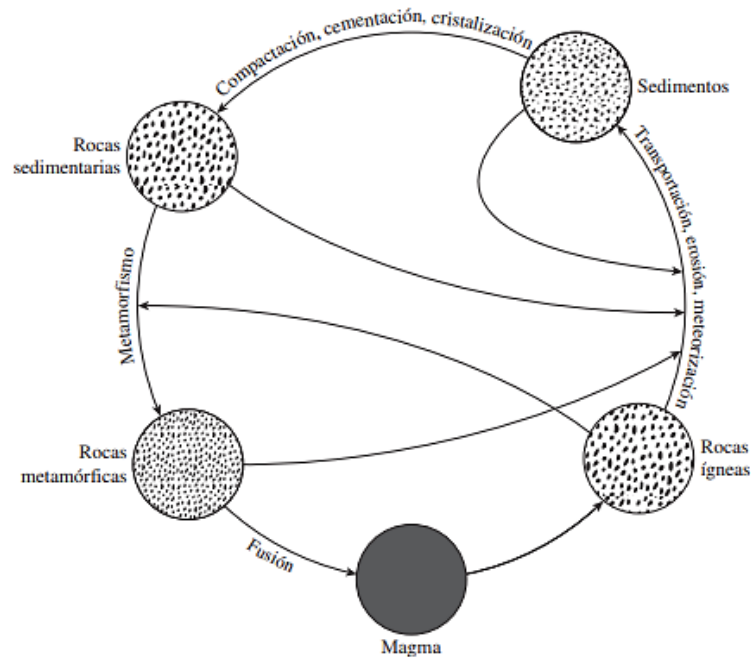 Compactación, cementación, cristalización
Sedimentos
Rocas
sedimentarias
Transportación, erosión, meteorización
Metamorfismo
Rocas
metamórficas
Rocas
ígneas
Fusión
Magma